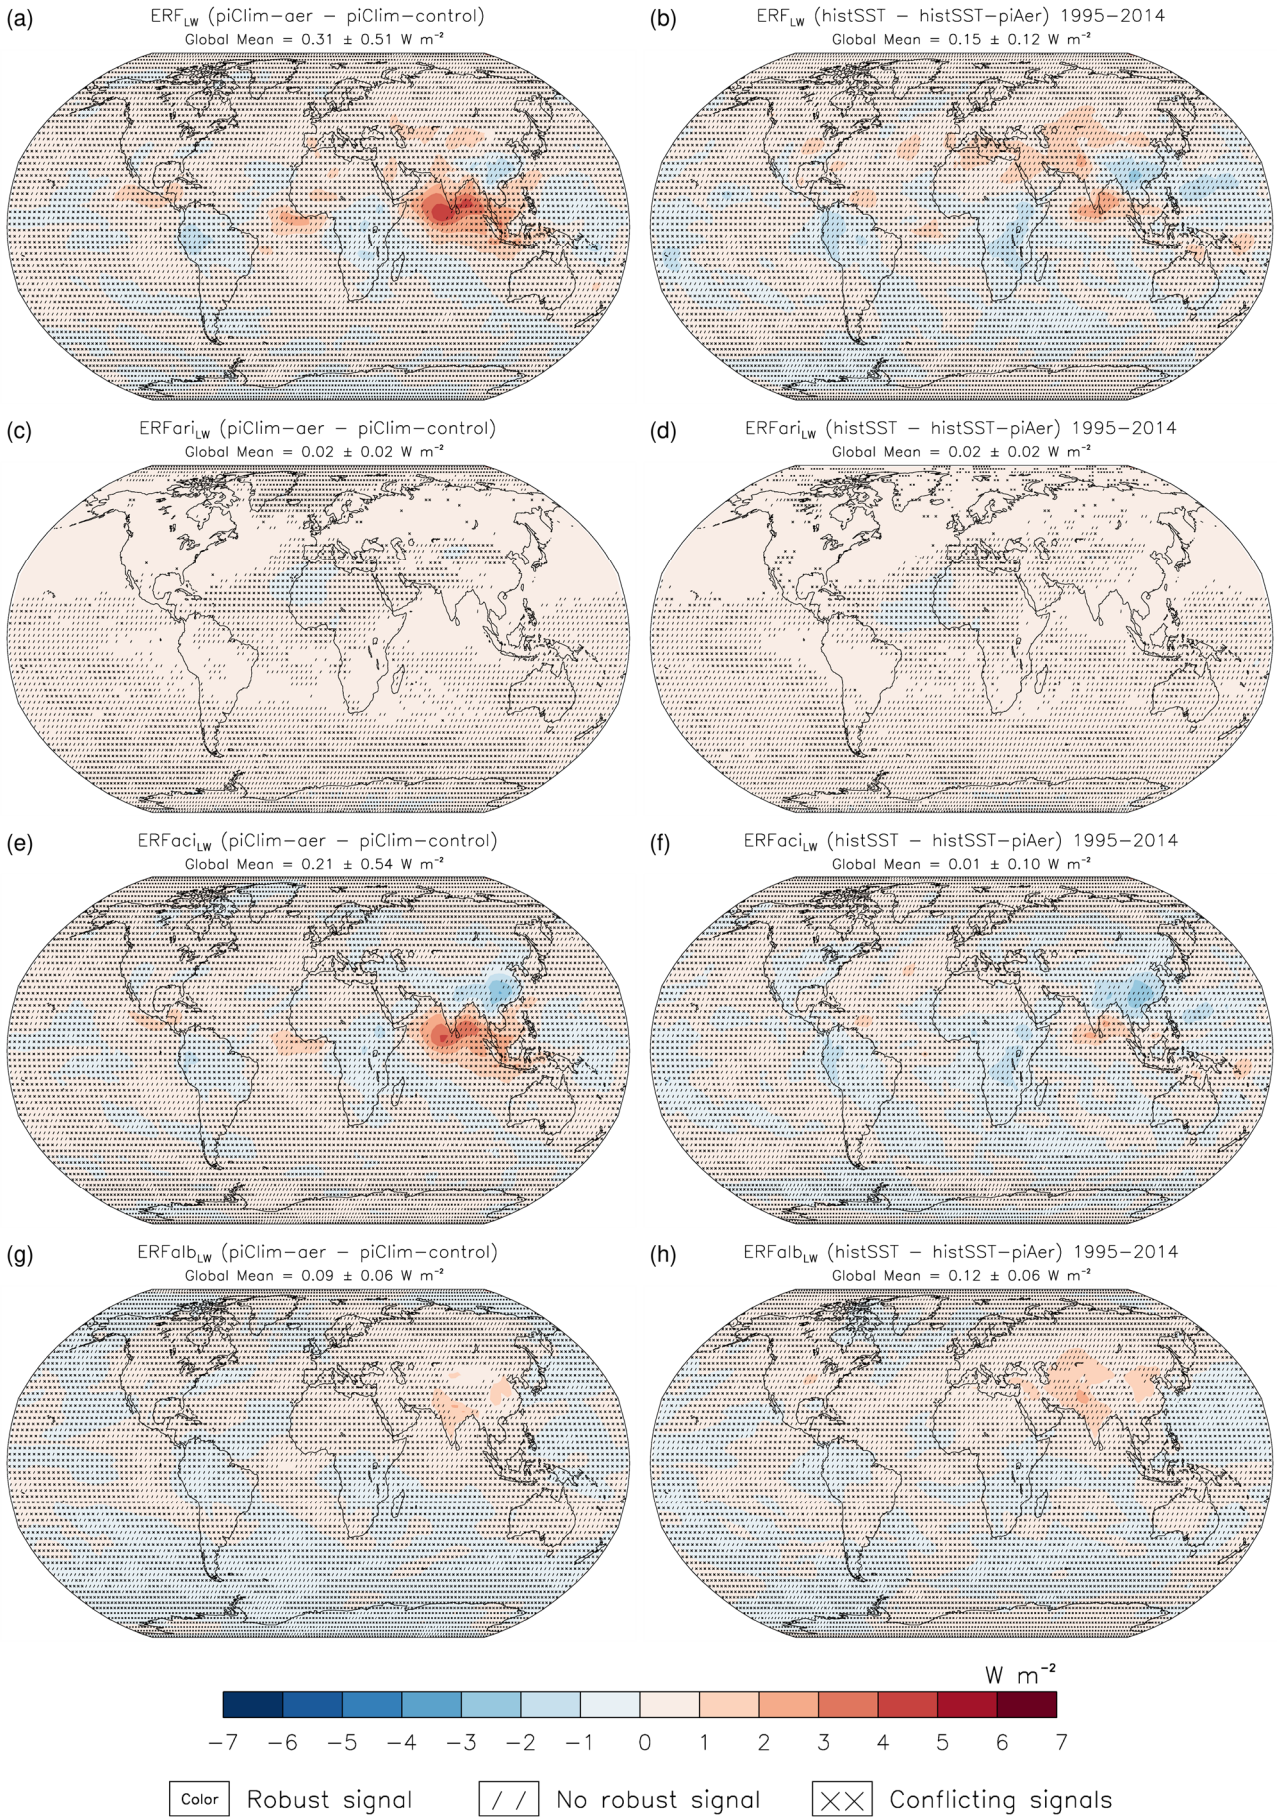 (a) ERF_LW (piClim-aer - piClim-control)
Global Mean = 0.31 ± 0.51 W m⁻²
(b) ERF_LW (histSST - histSST-piAer) 1995-2014
Global Mean = 0.15 ± 0.12 W m⁻²
(c) ERFari_LW (piClim-aer - piClim-control)
Global Mean = 0.02 ± 0.02 W m⁻²
(d) ERFari_LW (histSST - histSST-piAer) 1995-2014
Global Mean = 0.02 ± 0.02 W m⁻²
(e) ERFaci_LW (piClim-aer - piClim-control)
Global Mean = 0.21 ± 0.54 W m⁻²
(f) ERFaci_LW (histSST - histSST-piAer) 1995-2014
Global Mean = 0.01 ± 0.10 W m⁻²
(g) ERFalb_LW (piClim-aer - piClim-control)
Global Mean = 0.09 ± 0.06 W m⁻²
(h) ERFalb_LW (histSST - histSST-piAer) 1995-2014
Global Mean = 0.12 ± 0.06 W m⁻²
W m⁻²
-7 -6 -5 -4 -3 -2 -1 0 1 2 3 4 5 6 7
Color Robust signal No robust signal Conflicting signals